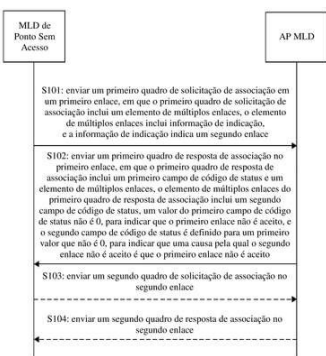 MLD de
Ponto Sem
Acesso
AP MLD
S101: enviar um primeiro quadro de solicitação de associação em
um primeiro enlace, em que o primeiro quadro de solicitação de
associação inclui um elemento de múltiplos enlaces, o elemento
de múltiplos enlaces inclui informação de indicação,
e a informação de indicação indica um segundo enlace
S102: enviar um primeiro quadro de resposta de associação no
primeiro enlace, em que o primeiro quadro de resposta de
associação inclui um primeiro campo de código de status e um
elemento de múltiplos enlaces, o elemento de múltiplos enlaces do
primeiro quadro de resposta de associação inclui um segundo
campo de código de status, um valor do primeiro campo de código
de status não é 0, para indicar que o primeiro enlace não é aceito, e
o segundo campo de código de status é definido para um primeiro
valor que não é 0, para indicar que uma causa pela qual o segundo
enlace não é aceito é que o primeiro enlace não é aceito
S103: enviar um segundo quadro de solicitação de associação no
segundo enlace
S104: enviar um segundo quadro de resposta de associação no
segundo enlace